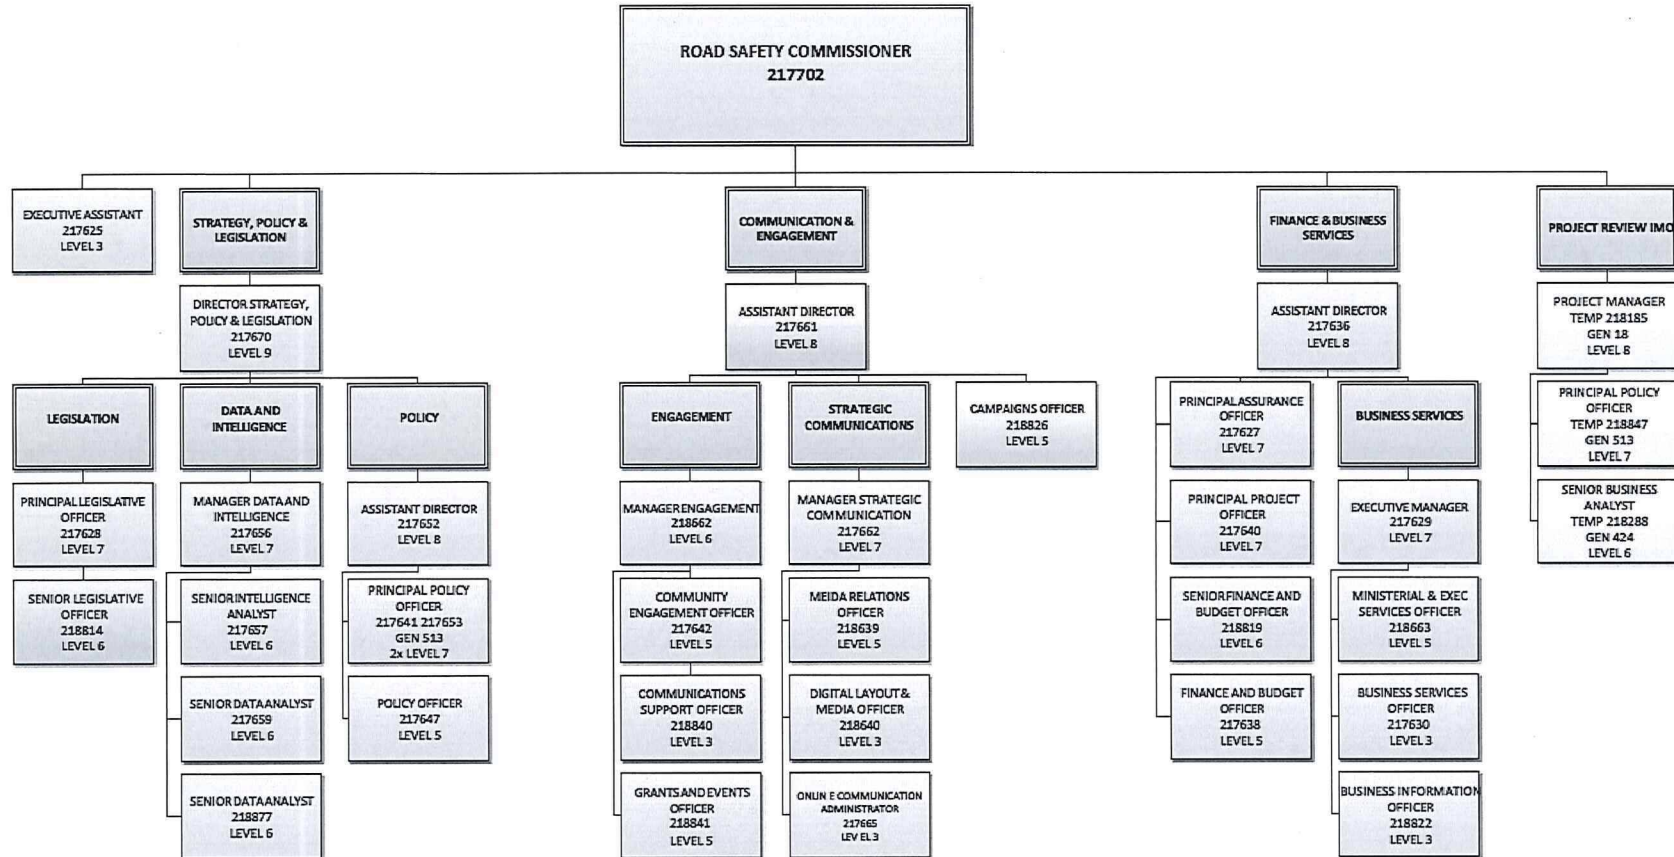 ROAD SAFETY COMMISSIONER
217702
EXECUTIVE ASSISTANT
217625
LEVEL 3
STRATEGY, POLICY &
LEGISLATION
DIRECTOR STRATEGY,
POLICY & LEGISLATION
217670
LEVEL 9
LEGISLATION
PRINCIPAL LEGISLATIVE
OFFICER
217628
LEVEL 7
SENIOR LEGISLATIVE
OFFICER
218814
LEVEL 6
DATA AND
INTELLIGENCE
MANAGER DATA AND
INTELLIGENCE
217656
LEVEL 7
SENIOR INTELLIGENCE
ANALYST
217657
LEVEL 6
SENIOR DATA ANALYST
217659
LEVEL 6
SENIOR DATA ANALYST
218877
LEVEL 6
POLICY
ASSISTANT DIRECTOR
217652
LEVEL 8
PRINCIPAL POLICY
OFFICER
217641 217653
GEN 513
2x LEVEL 7
POLICY OFFICER
217647
LEVEL 5
COMMUNICATION &
ENGAGEMENT
ASSISTANT DIRECTOR
217661
LEVEL 8
ENGAGEMENT
MANAGER ENGAGEMENT
218662
LEVEL 6
COMMUNITY
ENGAGEMENT OFFICER
217642
LEVEL 5
COMMUNICATIONS
SUPPORT OFFICER
218840
LEVEL 3
GRANTS AND EVENTS
OFFICER
218841
LEVEL 5
STRATEGIC
COMMUNICATIONS
MANAGER STRATEGIC
COMMUNICATION
217662
LEVEL 7
MEIDA RELATIONS
OFFICER
218639
LEVEL 5
DIGITAL LAYOUT &
MEDIA OFFICER
218640
LEVEL 3
ONLINE COMMUNICATION
ADMINISTRATOR
217665
LEVEL 3
CAMPAIGNS OFFICER
218826
LEVEL 5
FINANCE & BUSINESS
SERVICES
ASSISTANT DIRECTOR
217636
LEVEL 8
PRINCIPAL ASSURANCE
OFFICER
217627
LEVEL 7
PRINCIPAL PROJECT
OFFICER
217640
LEVEL 7
SENIOR FINANCE AND
BUDGET OFFICER
218819
LEVEL 6
FINANCE AND BUDGET
OFFICER
217638
LEVEL 5
BUSINESS SERVICES
EXECUTIVE MANAGER
217629
LEVEL 7
MINISTERIAL & EXEC
SERVICES OFFICER
218663
LEVEL 5
BUSINESS SERVICES
OFFICER
217630
LEVEL 3
BUSINESS INFORMATION
OFFICER
218822
LEVEL 3
PROJECT REVIEW IMO
PROJECT MANAGER
TEMP 218185
GEN 18
LEVEL 8
PRINCIPAL POLICY
OFFICER
TEMP 218847
GEN 513
LEVEL 7
SENIOR BUSINESS
ANALYST
TEMP 218288
GEN 424
LEVEL 6